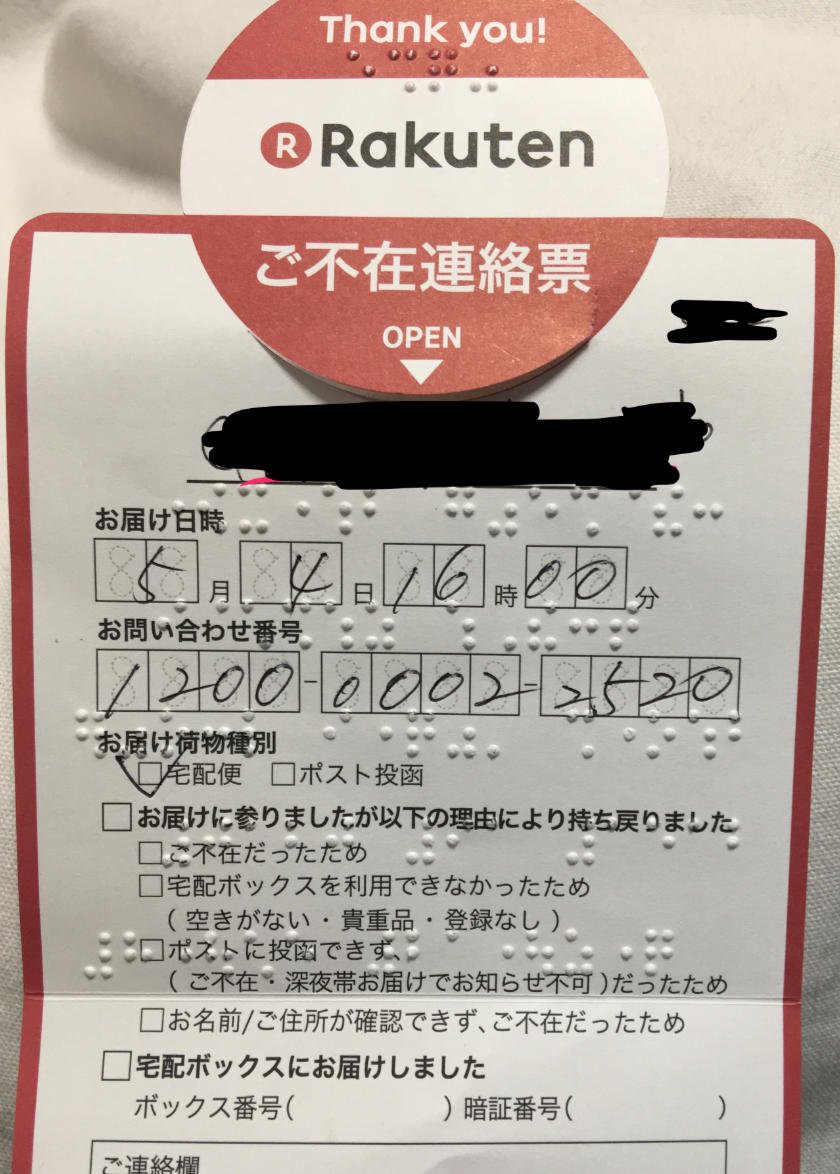 Thank you!
R Rakuten
ご不在連絡票
OPEN
お届け日時
5月 4日 16時00分
お問い合わせ番号
1200-0002-2520
お届け荷物種別
□宅配便 □ポスト投函
□お届けに参りましたが以下の理由により持ち戻りました
□ご不在だったため
□宅配ボックスを利用できなかったため
( 空きがない・貴重品・登録なし )
□ポストに投函できず、
( ご不在・深夜帯お届けでお知らせ不可 )だったため
□お名前/ご住所が確認できず、ご不在だったため
□宅配ボックスにお届けしました
ボックス番号( ) 暗証番号( )
ご連絡欄